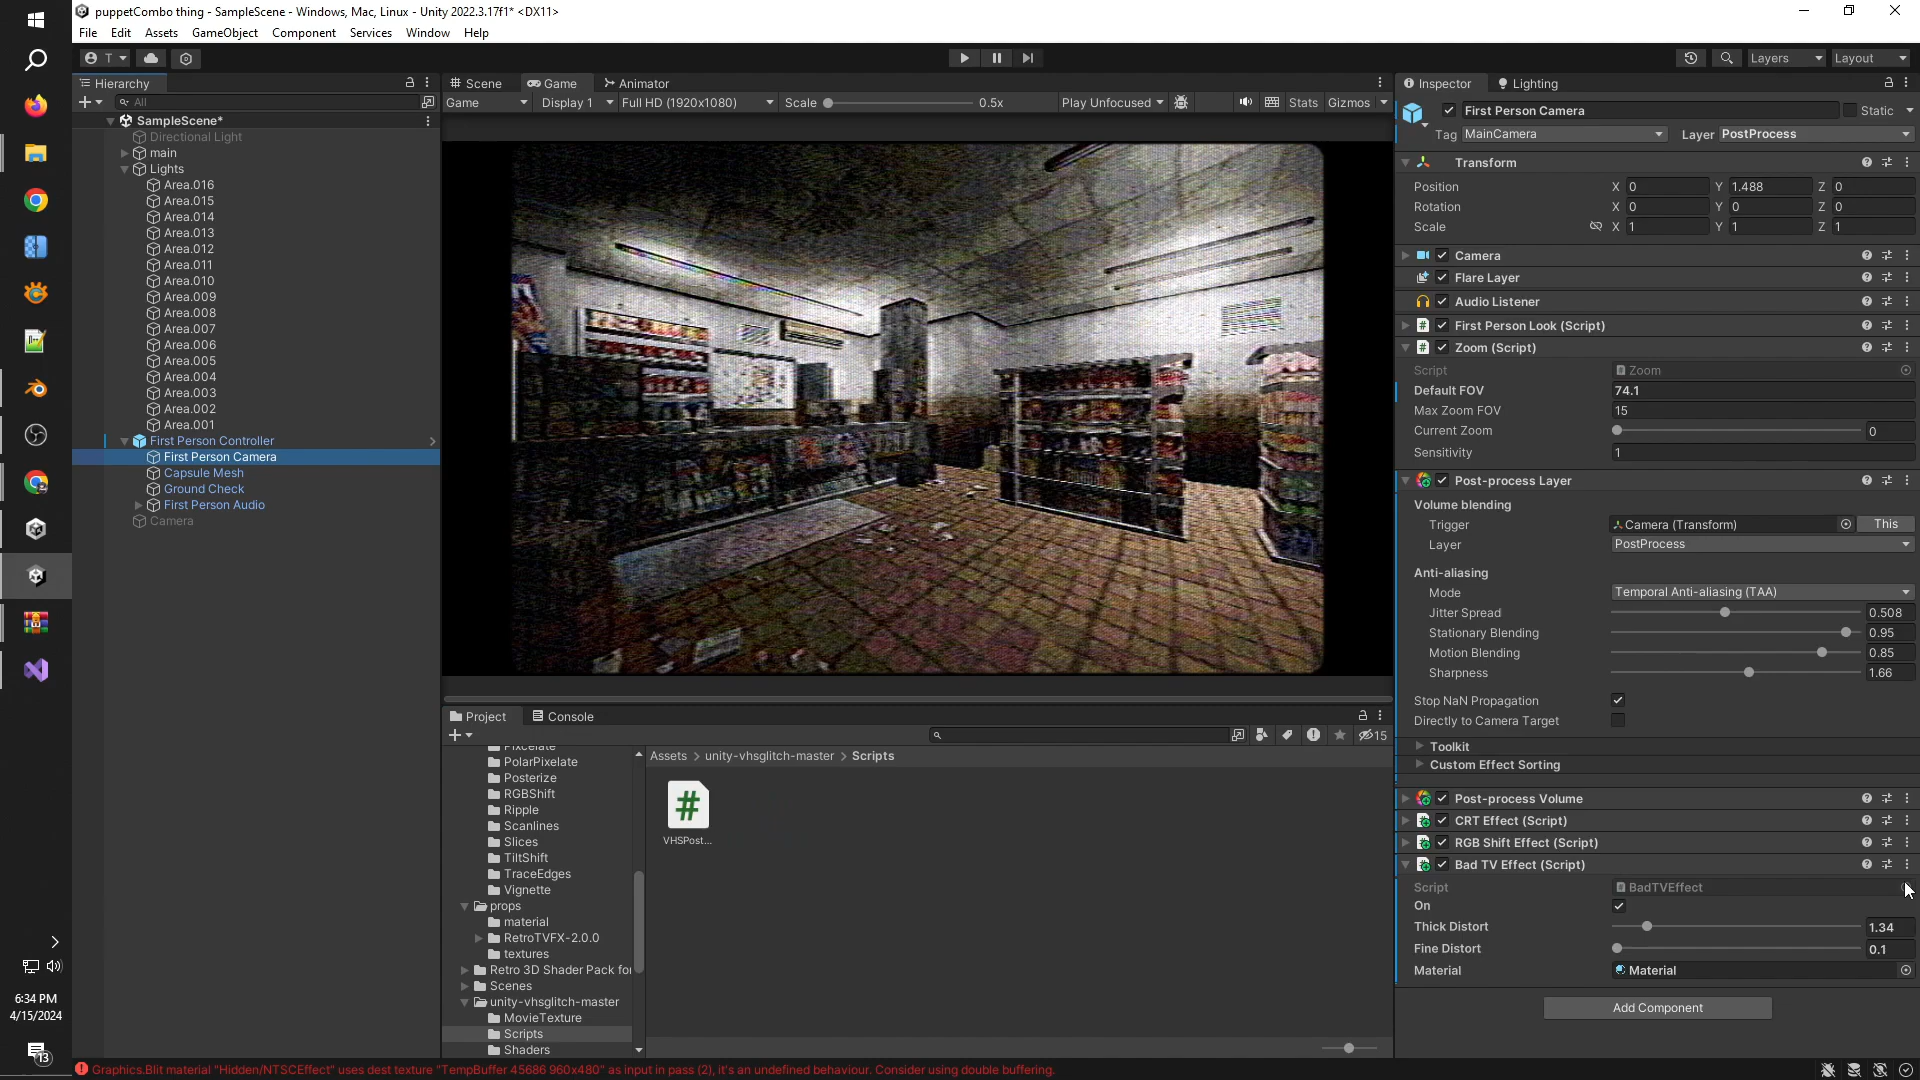 puppetCombo thing - SampleScene - Windows, Mac, Linux - Unity 2022.3.17f1* <DX11>
File Edit Assets GameObject Component Services Window Help
T Layers Layout
Hierarchy Scene Game Animator Inspector Lighting
All Game Display 1 Full HD (1920x1080) Scale 0.5x Play Unfocused Stats Gizmos
First Person Camera Static
Tag MainCamera Layer PostProcess
SampleScene*
Directional Light
main
Lights
Area.016
Area.015
Area.014
Area.013
Area.012
Area.011
Area.010
Area.009
Area.008
Area.007
Area.006
Area.005
Area.004
Area.003
Area.002
Area.001
First Person Controller
First Person Camera
Capsule Mesh
Ground Check
First Person Audio
Camera
Transform
Position X 0 Y 1.488 Z 0
Rotation X 0 Y 0 Z 0
Scale X 1 Y 1 Z 1
Camera
Flare Layer
Audio Listener
First Person Look (Script)
Zoom (Script)
Script Zoom
Default FOV 74.1
Max Zoom FOV 15
Current Zoom 0
Sensitivity 1
Post-process Layer
Volume blending
Trigger Camera (Transform) This
Layer PostProcess
Anti-aliasing
Mode Temporal Anti-aliasing (TAA)
Jitter Spread 0.508
Stationary Blending 0.95
Motion Blending 0.85
Sharpness 1.66
Stop NaN Propagation
Directly to Camera Target
Toolkit
Custom Effect Sorting
Post-process Volume
CRT Effect (Script)
RGB Shift Effect (Script)
Bad TV Effect (Script)
Script BadTVEffect
On
Thick Distort 1.34
Fine Distort 0.1
Material Material
Add Component
Project Console
15
Pixcelate
PolarPixelate
Posterize
RGBShift
Ripple
Scanlines
Slices
TiltShift
TraceEdges
Vignette
props
material
RetroTVFX-2.0.0
textures
Retro 3D Shader Pack for
Scenes
unity-vhsglitch-master
MovieTexture
Scripts
Shaders
Assets > unity-vhsglitch-master > Scripts
VHSPost...
6:34 PM
4/15/2024
13
Graphics.Blit material "Hidden/NTSCEffect" uses dest texture "TempBuffer 45686 960x480" as input in pass (2), it's an undefined behaviour. Consider using double buffering.